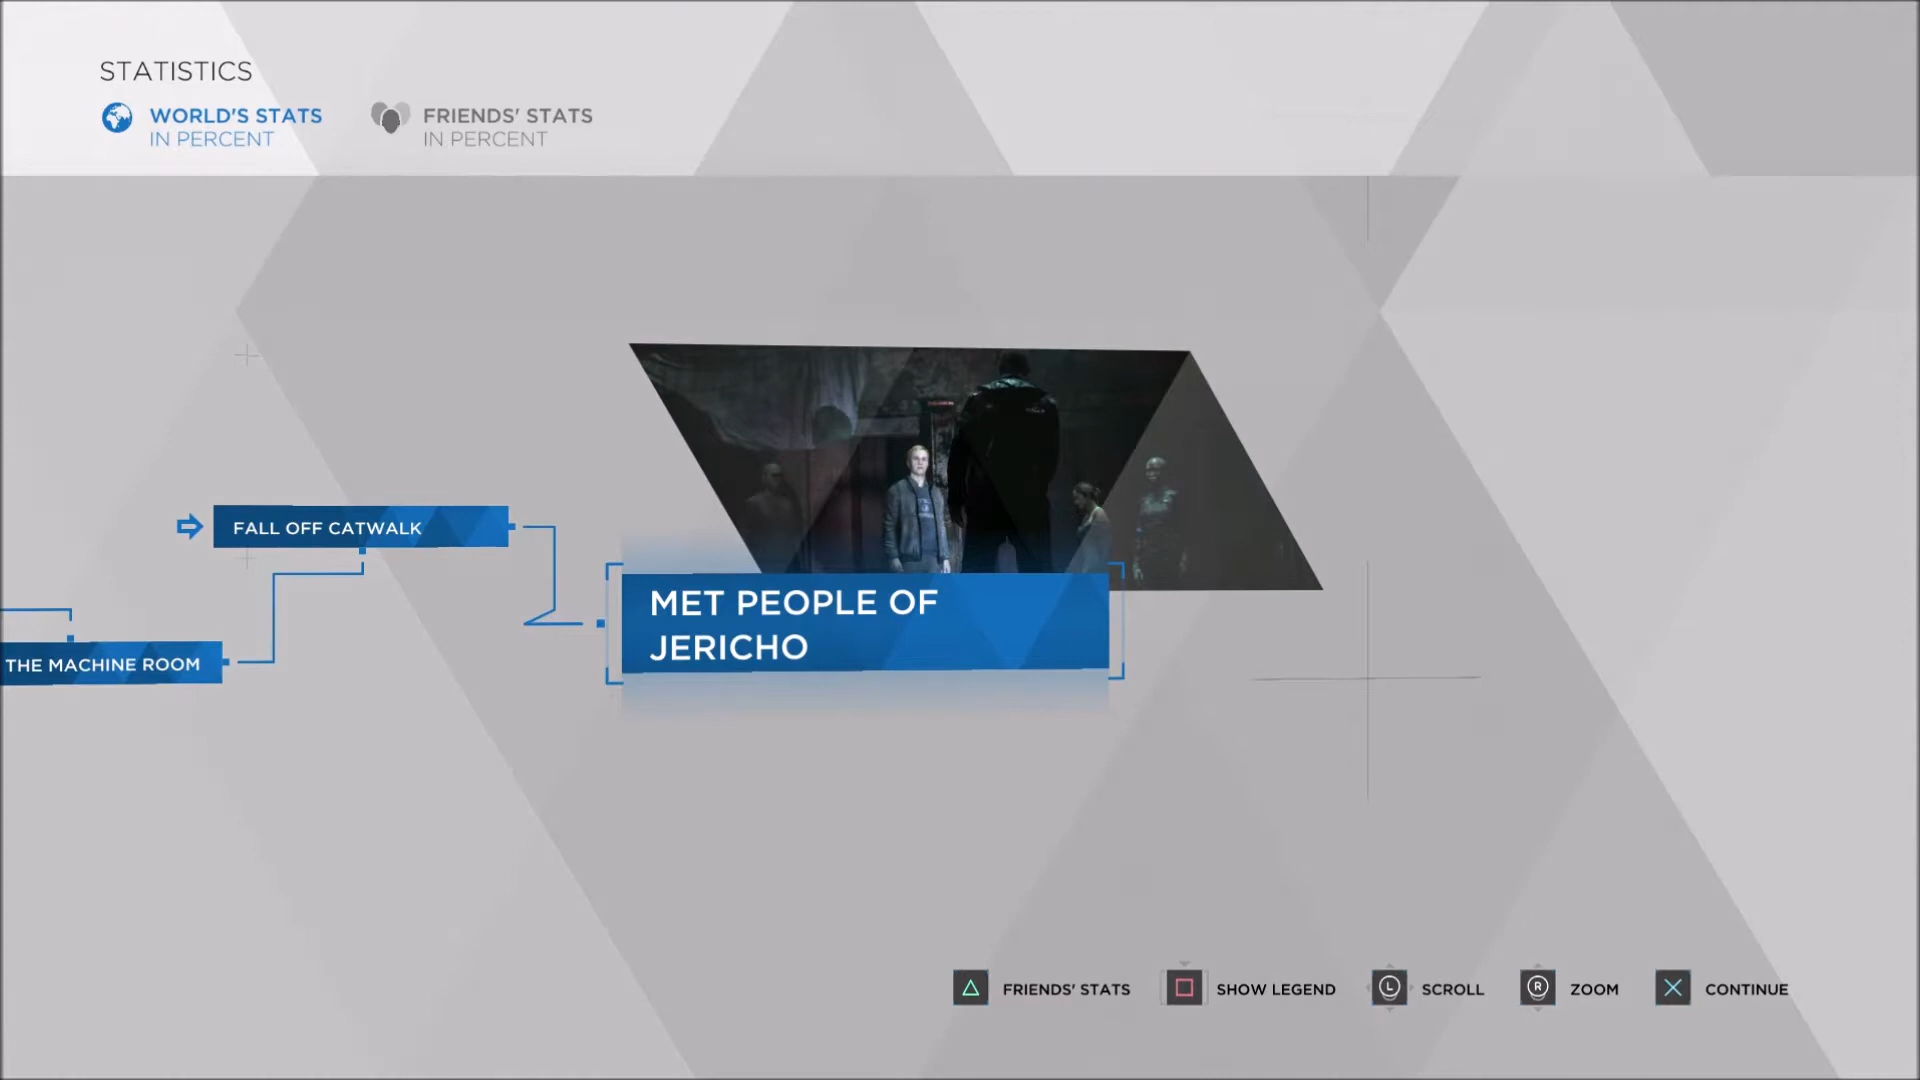 STATISTICS
WORLD'S STATS
IN PERCENT
FRIENDS' STATS
IN PERCENT
FALL OFF CATWALK
THE MACHINE ROOM
MET PEOPLE OF
JERICHO
FRIENDS' STATS
SHOW LEGEND
L
SCROLL
R
ZOOM
CONTINUE